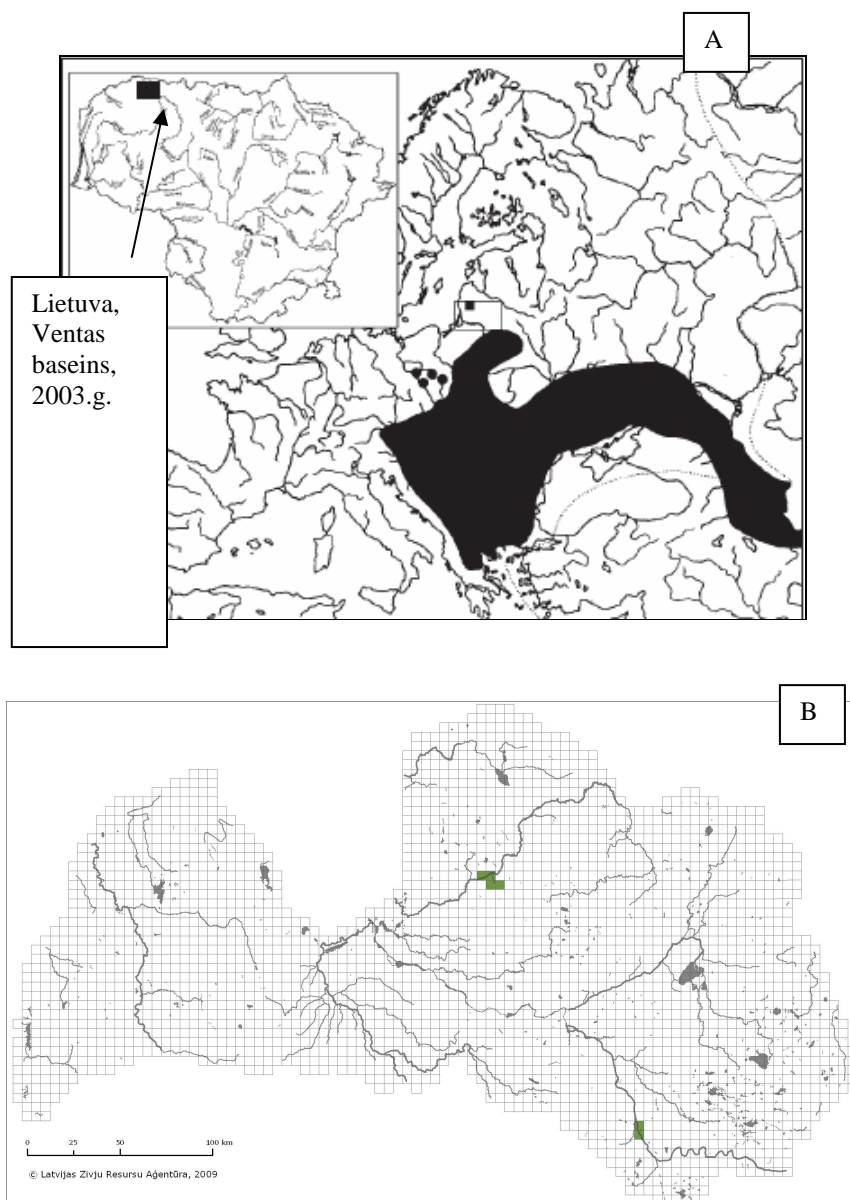 A
Lietuva,
Ventas
baseins,
2003.g.
B
0 25 50 100 km
© Latvijas Zivju Resursu Aģentūra, 2009